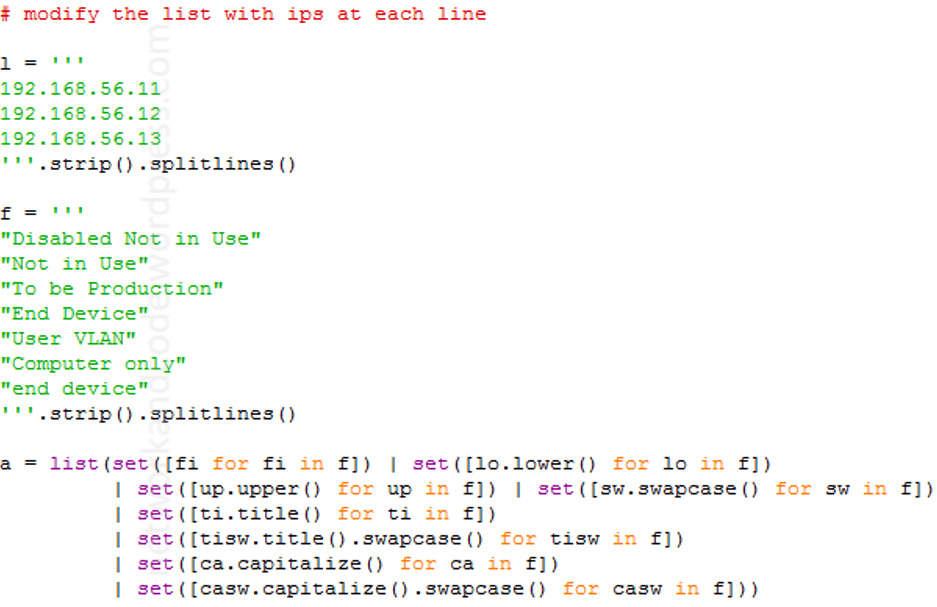 # modify the list with ips at each line
l = '''
192.168.56.11
192.168.56.12
192.168.56.13
'''.strip().splitlines()
f = '''
"Disabled Not in Use"
"Not in Use"
"To be Production"
"End Device"
"User VLAN"
"Computer only"
"end device"
'''.strip().splitlines()
a = list(set([fi for fi in f]) | set([lo.lower() for lo in f])
| set([up.upper() for up in f]) | set([sw.swapcase() for sw in f])
| set([ti.title() for ti in f])
| set([tisw.title().swapcase() for tisw in f])
| set([ca.capitalize() for ca in f])
| set([casw.capitalize().swapcase() for casw in f]))